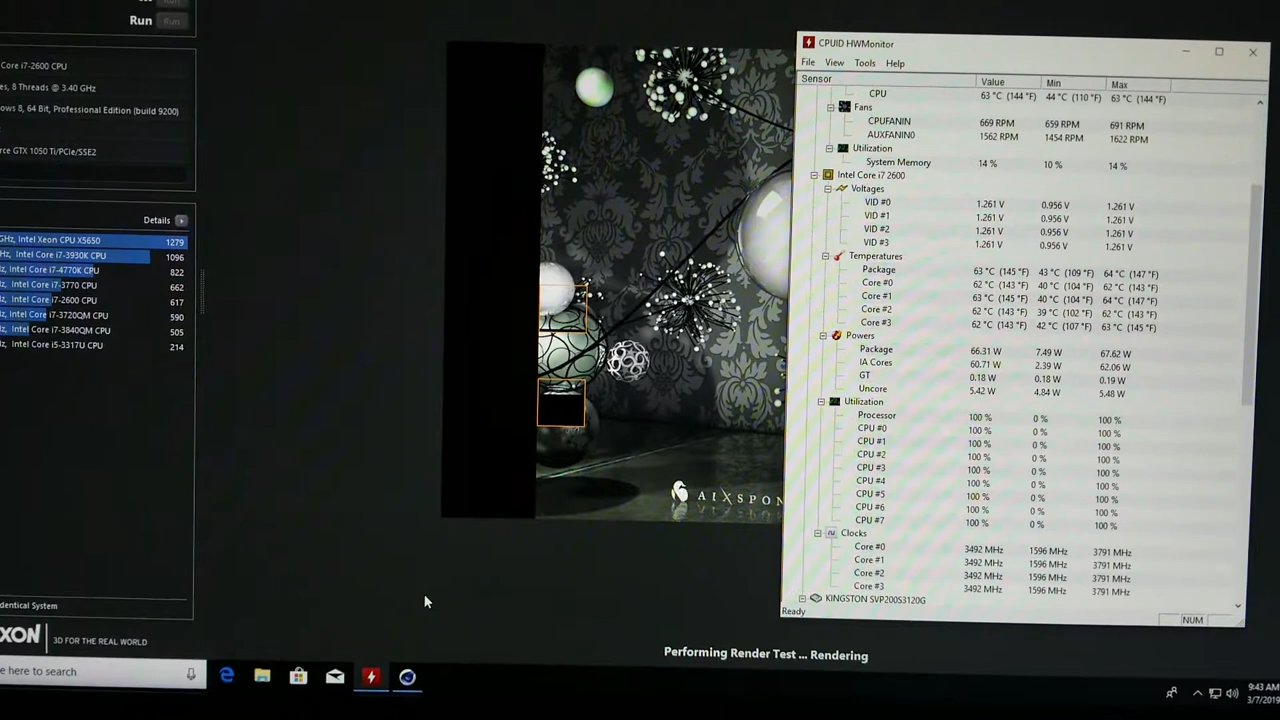 Run Run
Core i7-2600 CPU
es, 8 Threads @ 3.40 GHz
ws 8, 64 Bit, Professional Edition (build 9200)
rce GTX 1050 Ti/PCIe/SSE2
Details
GHz, Intel Xeon CPU X5650 1279
Hz, Intel Core i7-3930K CPU 1096
Hz, Intel Core i7-4770K CPU 822
Hz, Intel Core i7-3770 CPU 662
Hz, Intel Core i7-2600 CPU 617
Hz, Intel Core i7-3720QM CPU 590
Hz, Intel Core i7-3840QM CPU 505
Hz, Intel Core i5-3317U CPU 214
dentical System
XON 3D FOR THE REAL WORLD
AIXSPON
Performing Render Test ... Rendering
CPUID HWMonitor
File View Tools Help
Sensor Value Min Max
CPU 63 °C (144 °F) 44 °C (110 °F) 63 °C (144 °F)
Fans
CPUFANIN 669 RPM 659 RPM 691 RPM
AUXFANIN0 1562 RPM 1454 RPM 1622 RPM
Utilization
System Memory 14 % 10 % 14 %
Intel Core i7 2600
Voltages
VID #0 1.261 V 0.956 V 1.261 V
VID #1 1.261 V 0.956 V 1.261 V
VID #2 1.261 V 0.956 V 1.261 V
VID #3 1.261 V 0.956 V 1.261 V
Temperatures
Package 63 °C (145 °F) 43 °C (109 °F) 64 °C (147 °F)
Core #0 62 °C (143 °F) 40 °C (104 °F) 62 °C (143 °F)
Core #1 63 °C (145 °F) 40 °C (104 °F) 64 °C (147 °F)
Core #2 62 °C (143 °F) 39 °C (102 °F) 62 °C (143 °F)
Core #3 62 °C (143 °F) 42 °C (107 °F) 63 °C (145 °F)
Powers
Package 66.31 W 7.49 W 67.62 W
IA Cores 60.71 W 2.39 W 62.06 W
GT 0.18 W 0.18 W 0.19 W
Uncore 5.42 W 4.84 W 5.48 W
Utilization
Processor 100 % 0 % 100 %
CPU #0 100 % 0 % 100 %
CPU #1 100 % 0 % 100 %
CPU #2 100 % 0 % 100 %
CPU #3 100 % 0 % 100 %
CPU #4 100 % 0 % 100 %
CPU #5 100 % 0 % 100 %
CPU #6 100 % 0 % 100 %
CPU #7 100 % 0 % 100 %
Clocks
Core #0 3492 MHz 1596 MHz 3791 MHz
Core #1 3492 MHz 1596 MHz 3791 MHz
Core #2 3492 MHz 1596 MHz 3791 MHz
Core #3 3492 MHz 1596 MHz 3791 MHz
KINGSTON SVP200S3120G
Ready NUM
e here to search
9:43 AM
3/7/2019